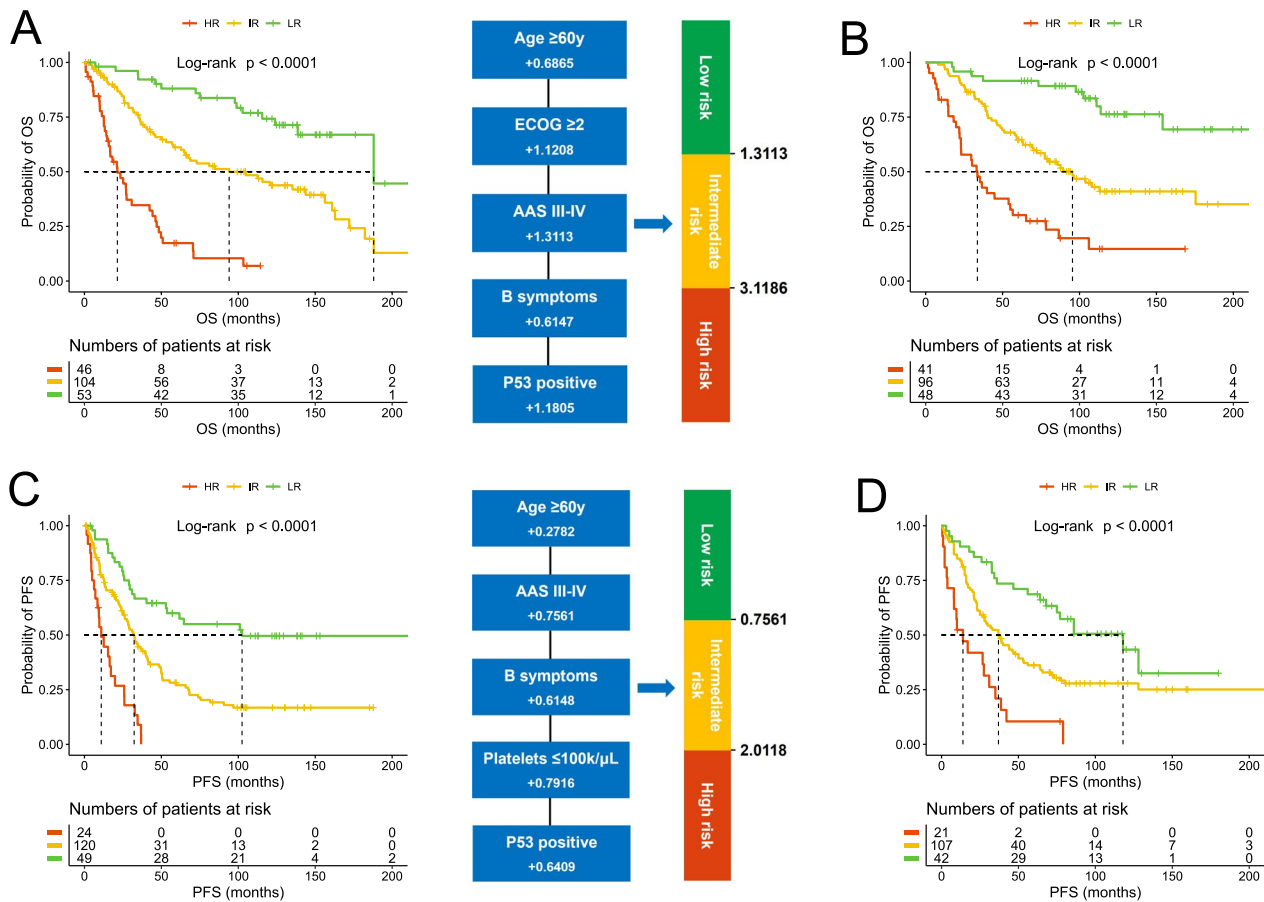 A
HR IR LR
Log-rank p < 0.0001
Probability of OS
1.00
0.75
0.50
0.25
0.00
0 50 100 150 200
OS (months)
Numbers of patients at risk
46 8 3 0 0
104 56 37 13 2
53 42 35 12 1
0 50 100 150 200
OS (months)
Age ≥60y
+0.6865
ECOG ≥2
+1.1208
AAS III-IV
+1.3113
B symptoms
+0.6147
P53 positive
+1.1805
Low risk
1.3113
Intermediate
risk
3.1186
High risk
B
HR IR LR
Log-rank p < 0.0001
Probability of OS
1.00
0.75
0.50
0.25
0.00
0 50 100 150 200
OS (months)
Numbers of patients at risk
41 15 4 1 0
96 63 27 11 4
48 43 31 12 4
0 50 100 150 200
OS (months)
C
HR IR LR
Log-rank p < 0.0001
Probability of PFS
1.00
0.75
0.50
0.25
0.00
0 50 100 150 200
PFS (months)
Numbers of patients at risk
24 0 0 0 0
120 31 13 2 0
49 28 21 4 2
0 50 100 150 200
PFS (months)
Age ≥60y
+0.2782
AAS III-IV
+0.7561
B symptoms
+0.6148
Platelets ≤100k/μL
+0.7916
P53 positive
+0.6409
Low risk
0.7561
Intermediate
risk
2.0118
High risk
D
HR IR LR
Log-rank p < 0.0001
Probability of PFS
1.00
0.75
0.50
0.25
0.00
0 50 100 150 200
PFS (months)
Numbers of patients at risk
21 2 0 0 0
107 40 14 7 3
42 29 13 1 0
0 50 100 150 200
PFS (months)